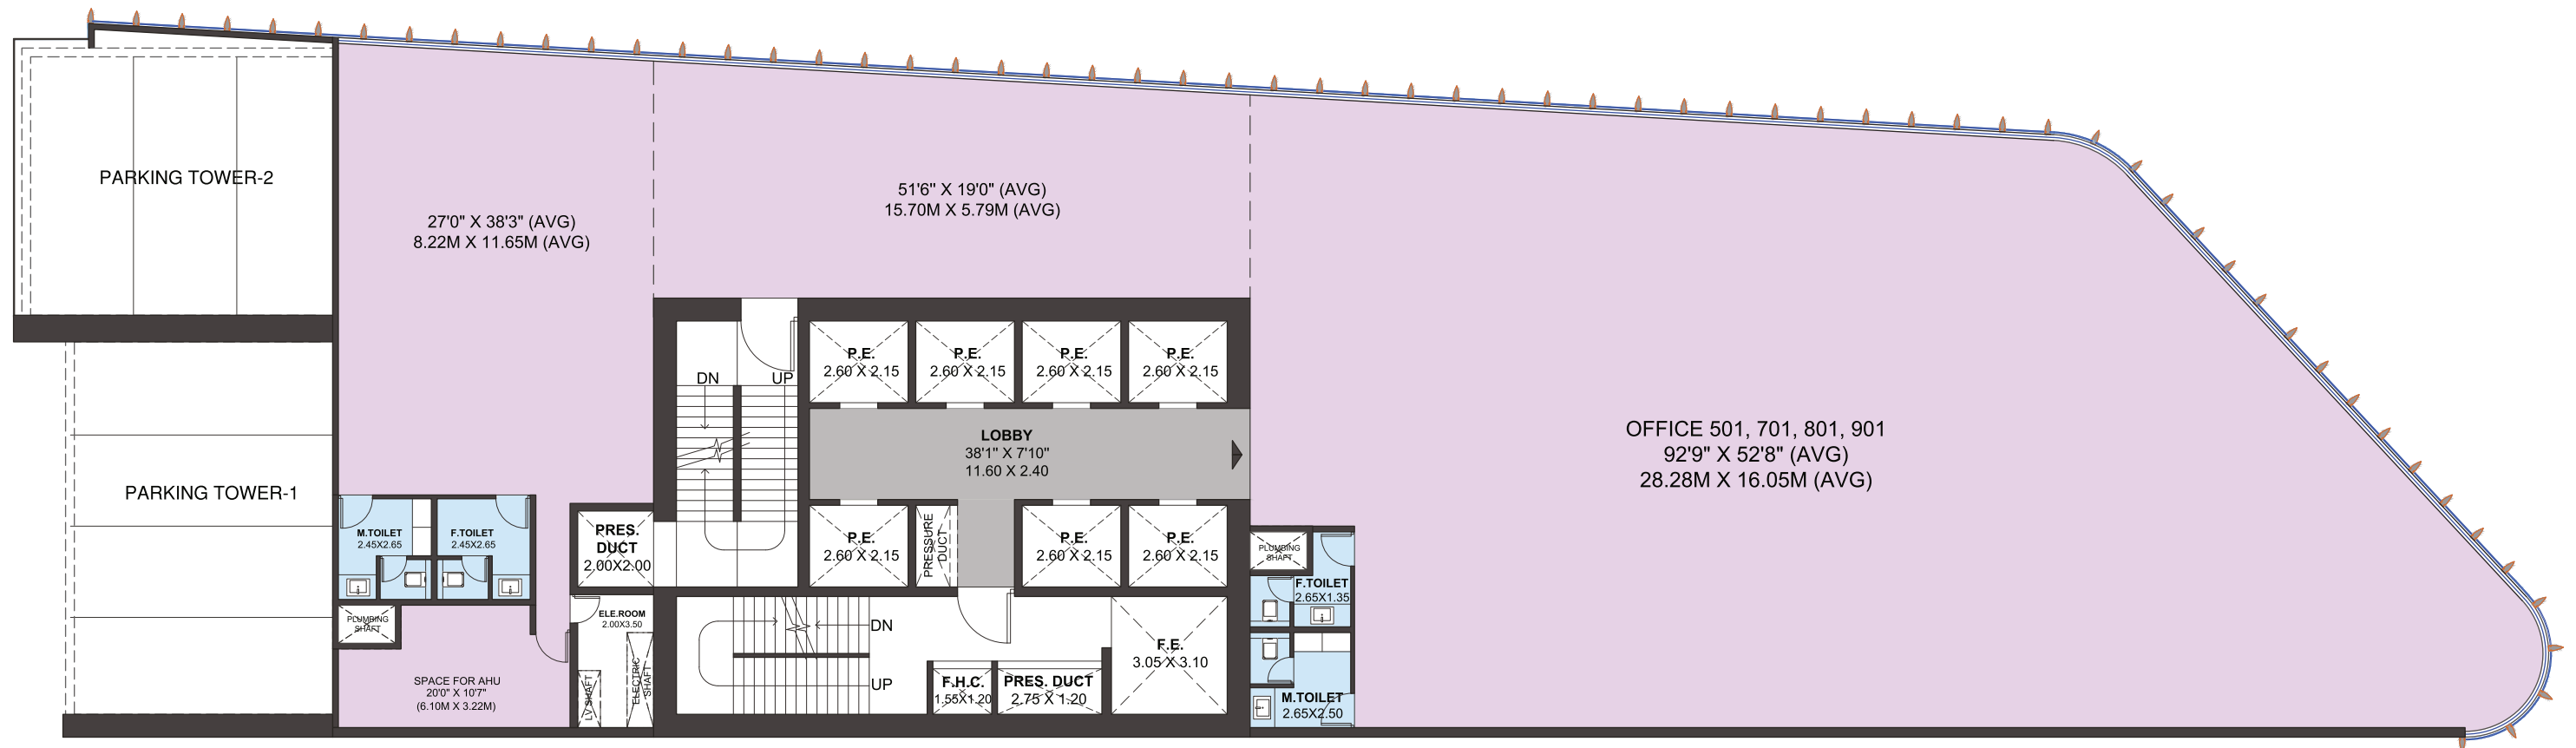 PARKING TOWER-2
27'0" X 38'3" (AVG)
8.22M X 11.65M (AVG)
51'6" X 19'0" (AVG)
15.70M X 5.79M (AVG)
P.E.
2.60 X 2.15
P.E.
2.60 X 2.15
P.E.
2.60 X 2.15
P.E.
2.60 X 2.15
DN
UP
LOBBY
38'1" X 7'10"
11.60 X 2.40
OFFICE 501, 701, 801, 901
92'9" X 52'8" (AVG)
28.28M X 16.05M (AVG)
PARKING TOWER-1
M.TOILET
2.45X2.65
F.TOILET
2.45X2.65
PRES.
DUCT
2.00X2.00
P.E.
2.60 X 2.15
PRESSURE
DUCT
P.E.
2.60 X 2.15
P.E.
2.60 X 2.15
PLUMBING
SHAFT
F.TOILET
2.65X1.35
PLUMBING
SHAFT
ELE.ROOM
2.00X3.50
DN
UP
F.E.
3.05 X 3.10
SPACE FOR AHU
20'0" X 10'7"
(6.10M X 3.22M)
LV SHAFT
ELECTRIC
SHAFT
F.H.C.
1.55X1.20
PRES. DUCT
2.75 X 1.20
M.TOILET
2.65X2.50